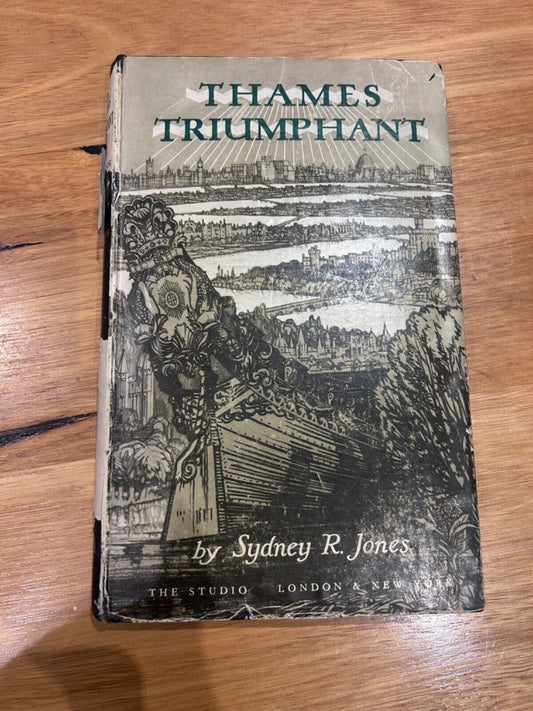 THAMES
TRIUMPHANT
by Sydney R. Jones
THE STUDIO LONDON & NEW YORK